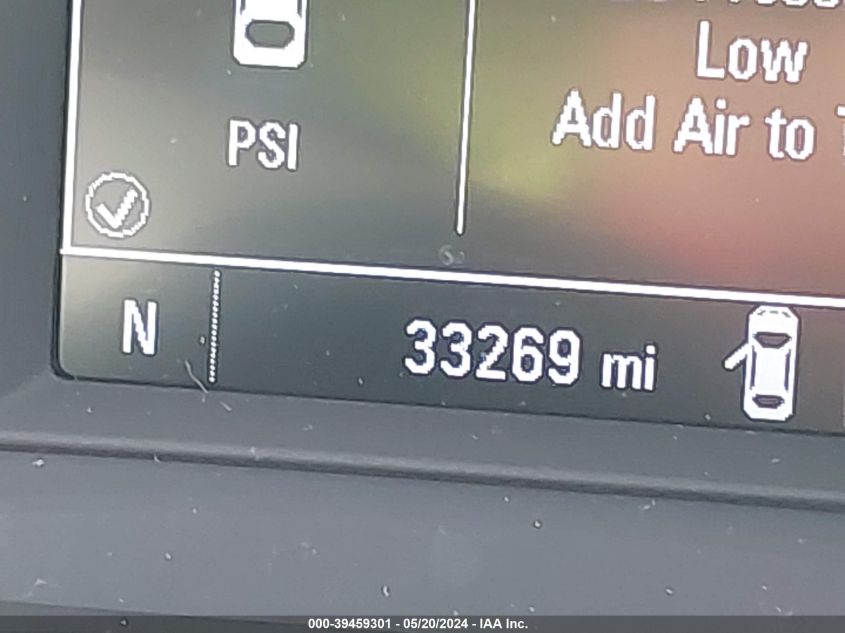 Low
Add Air to
PSI
N
33269 mi
000-39459301 - 05/20/2024 - IAA Inc.